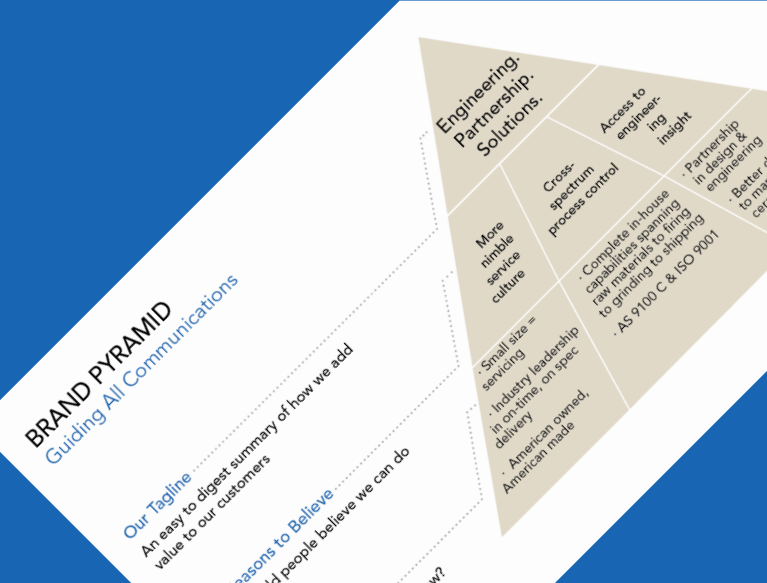 BRAND PYRAMID
Guiding All Communications
Our Tagline
An easy to digest summary of how we add
value to our customers
to Believe
people believe we can do
Engineering.
Partnership.
Solutions.
More
nimble
service
culture
Cross-
spectrum
process control
Access to
engineer-
ing
insight
· Small size =
servicing
· Industry leadership
in on-time, on spec
delivery
· American owned,
American made
· Complete in-house
capabilities spanning
raw materials to firing
to grinding to shipping
· AS 9100 C & ISO 9001
· Partnership
in design &
engineering
· Better
to